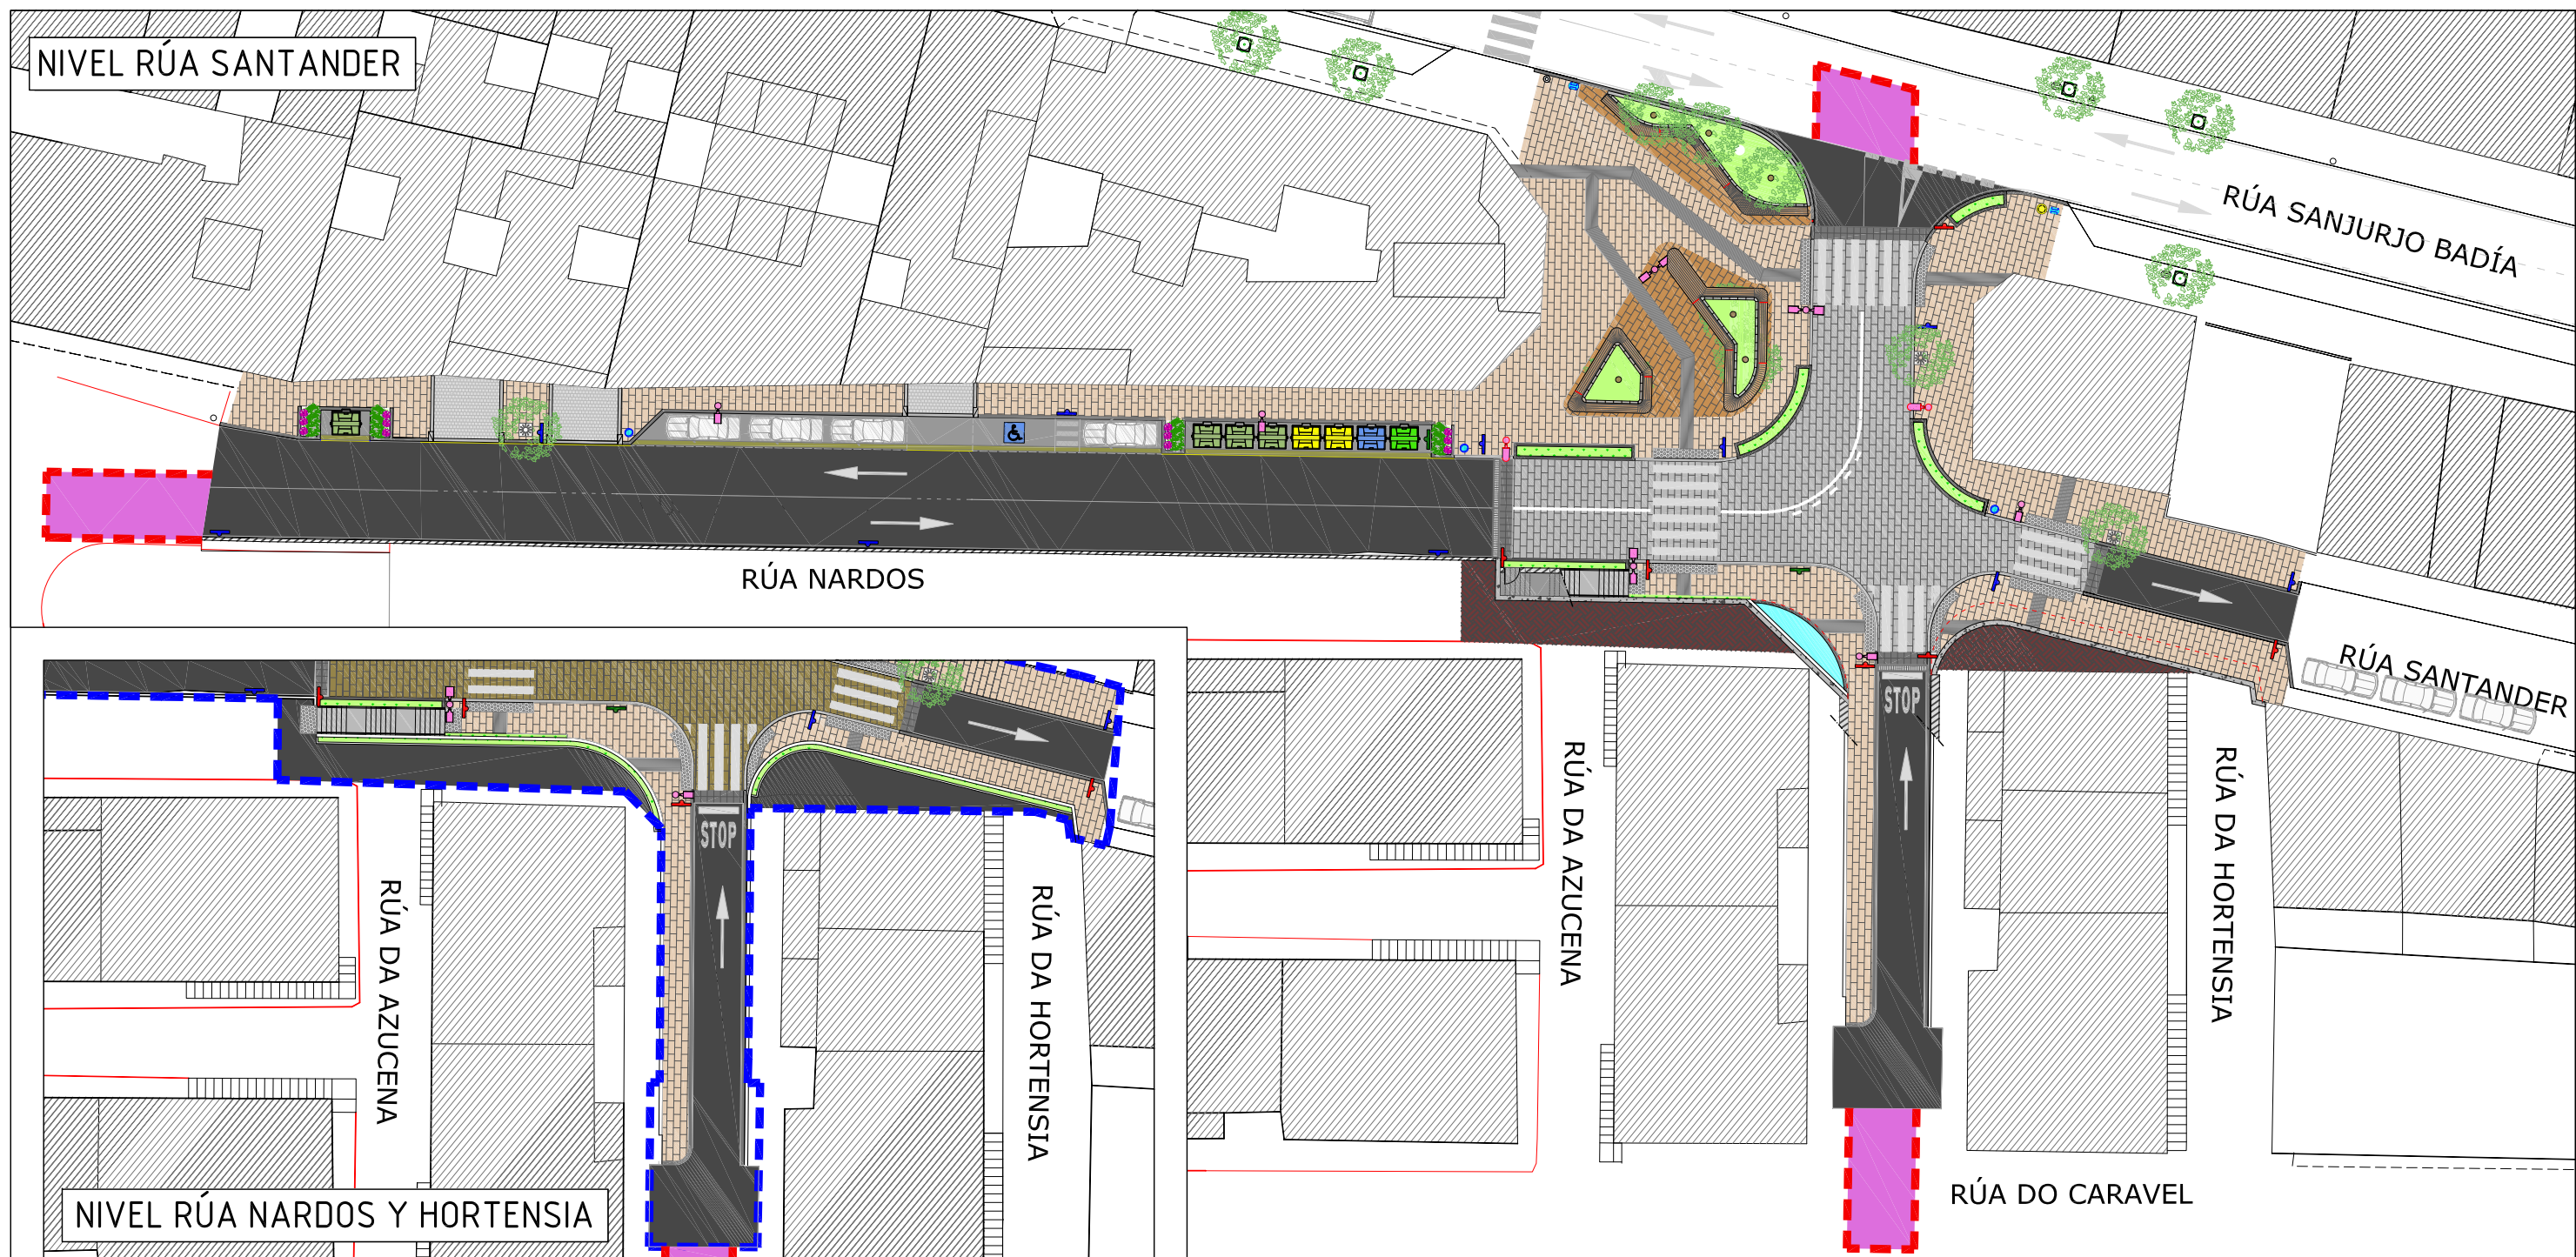 NIVEL RÚA SANTANDER
RÚA SANJURJO BADÍA
RÚA NARDOS
RÚA SANTANDER
STOP
RÚA DA AZUCENA
RÚA DA HORTENSIA
RÚA DO CARAVEL
STOP
RÚA DA AZUCENA
RÚA DA HORTENSIA
NIVEL RÚA NARDOS Y HORTENSIA